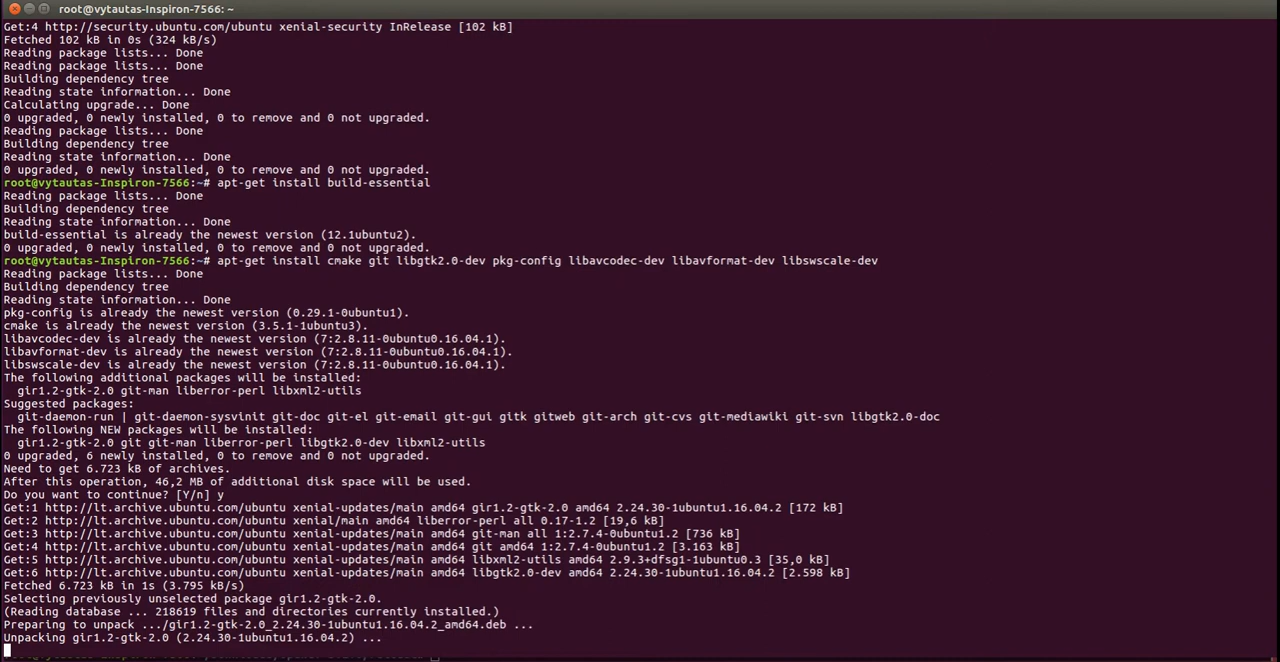 root@vytautas-Inspiron-7566: ~
Get:4 http://security.ubuntu.com/ubuntu xenial-security InRelease [102 kB]
Fetched 102 kB in 0s (324 kB/s)
Reading package lists... Done
Reading package lists... Done
Building dependency tree
Reading state information... Done
Calculating upgrade... Done
0 upgraded, 0 newly installed, 0 to remove and 0 not upgraded.
Reading package lists... Done
Building dependency tree
Reading state information... Done
0 upgraded, 0 newly installed, 0 to remove and 0 not upgraded.
root@vytautas-Inspiron-7566:~# apt-get install build-essential
Reading package lists... Done
Building dependency tree
Reading state information... Done
build-essential is already the newest version (12.1ubuntu2).
0 upgraded, 0 newly installed, 0 to remove and 0 not upgraded.
root@vytautas-Inspiron-7566:~# apt-get install cmake git libgtk2.0-dev pkg-config libavcodec-dev libavformat-dev libswscale-dev
Reading package lists... Done
Building dependency tree
Reading state information... Done
pkg-config is already the newest version (0.29.1-0ubuntu1).
cmake is already the newest version (3.5.1-1ubuntu3).
libavcodec-dev is already the newest version (7:2.8.11-0ubuntu0.16.04.1).
libavformat-dev is already the newest version (7:2.8.11-0ubuntu0.16.04.1).
libswscale-dev is already the newest version (7:2.8.11-0ubuntu0.16.04.1).
The following additional packages will be installed:
gir1.2-gtk-2.0 git-man liberror-perl libxml2-utils
Suggested packages:
git-daemon-run | git-daemon-sysvinit git-doc git-el git-email git-gui gitk gitweb git-arch git-cvs git-mediawiki git-svn libgtk2.0-doc
The following NEW packages will be installed:
gir1.2-gtk-2.0 git git-man liberror-perl libgtk2.0-dev libxml2-utils
0 upgraded, 6 newly installed, 0 to remove and 0 not upgraded.
Need to get 6.723 kB of archives.
After this operation, 46,2 MB of additional disk space will be used.
Do you want to continue? [Y/n] y
Get:1 http://lt.archive.ubuntu.com/ubuntu xenial-updates/main amd64 gir1.2-gtk-2.0 amd64 2.24.30-1ubuntu1.16.04.2 [172 kB]
Get:2 http://lt.archive.ubuntu.com/ubuntu xenial/main amd64 liberror-perl all 0.17-1.2 [19,6 kB]
Get:3 http://lt.archive.ubuntu.com/ubuntu xenial-updates/main amd64 git-man all 1:2.7.4-0ubuntu1.2 [736 kB]
Get:4 http://lt.archive.ubuntu.com/ubuntu xenial-updates/main amd64 git amd64 1:2.7.4-0ubuntu1.2 [3.163 kB]
Get:5 http://lt.archive.ubuntu.com/ubuntu xenial-updates/main amd64 libxml2-utils amd64 2.9.3+dfsg1-1ubuntu0.3 [35,0 kB]
Get:6 http://lt.archive.ubuntu.com/ubuntu xenial-updates/main amd64 libgtk2.0-dev amd64 2.24.30-1ubuntu1.16.04.2 [2.598 kB]
Fetched 6.723 kB in 1s (3.795 kB/s)
Selecting previously unselected package gir1.2-gtk-2.0.
(Reading database ... 218619 files and directories currently installed.)
Preparing to unpack .../gir1.2-gtk-2.0_2.24.30-1ubuntu1.16.04.2_amd64.deb ...
Unpacking gir1.2-gtk-2.0 (2.24.30-1ubuntu1.16.04.2) ...